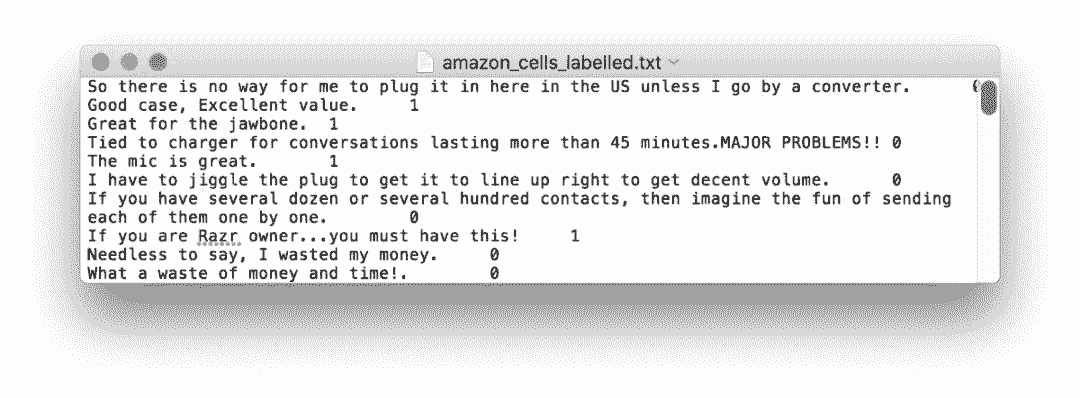 amazon_cells_labelled.txt
So there is no way for me to plug it in here in the US unless I go by a converter.
Good case, Excellent value. 1
Great for the jawbone. 1
Tied to charger for conversations lasting more than 45 minutes.MAJOR PROBLEMS!! 0
The mic is great. 1
I have to jiggle the plug to get it to line up right to get decent volume. 0
If you have several dozen or several hundred contacts, then imagine the fun of sending
each of them one by one. 0
If you are Razr owner...you must have this! 1
Needless to say, I wasted my money. 0
What a waste of money and time!. 0